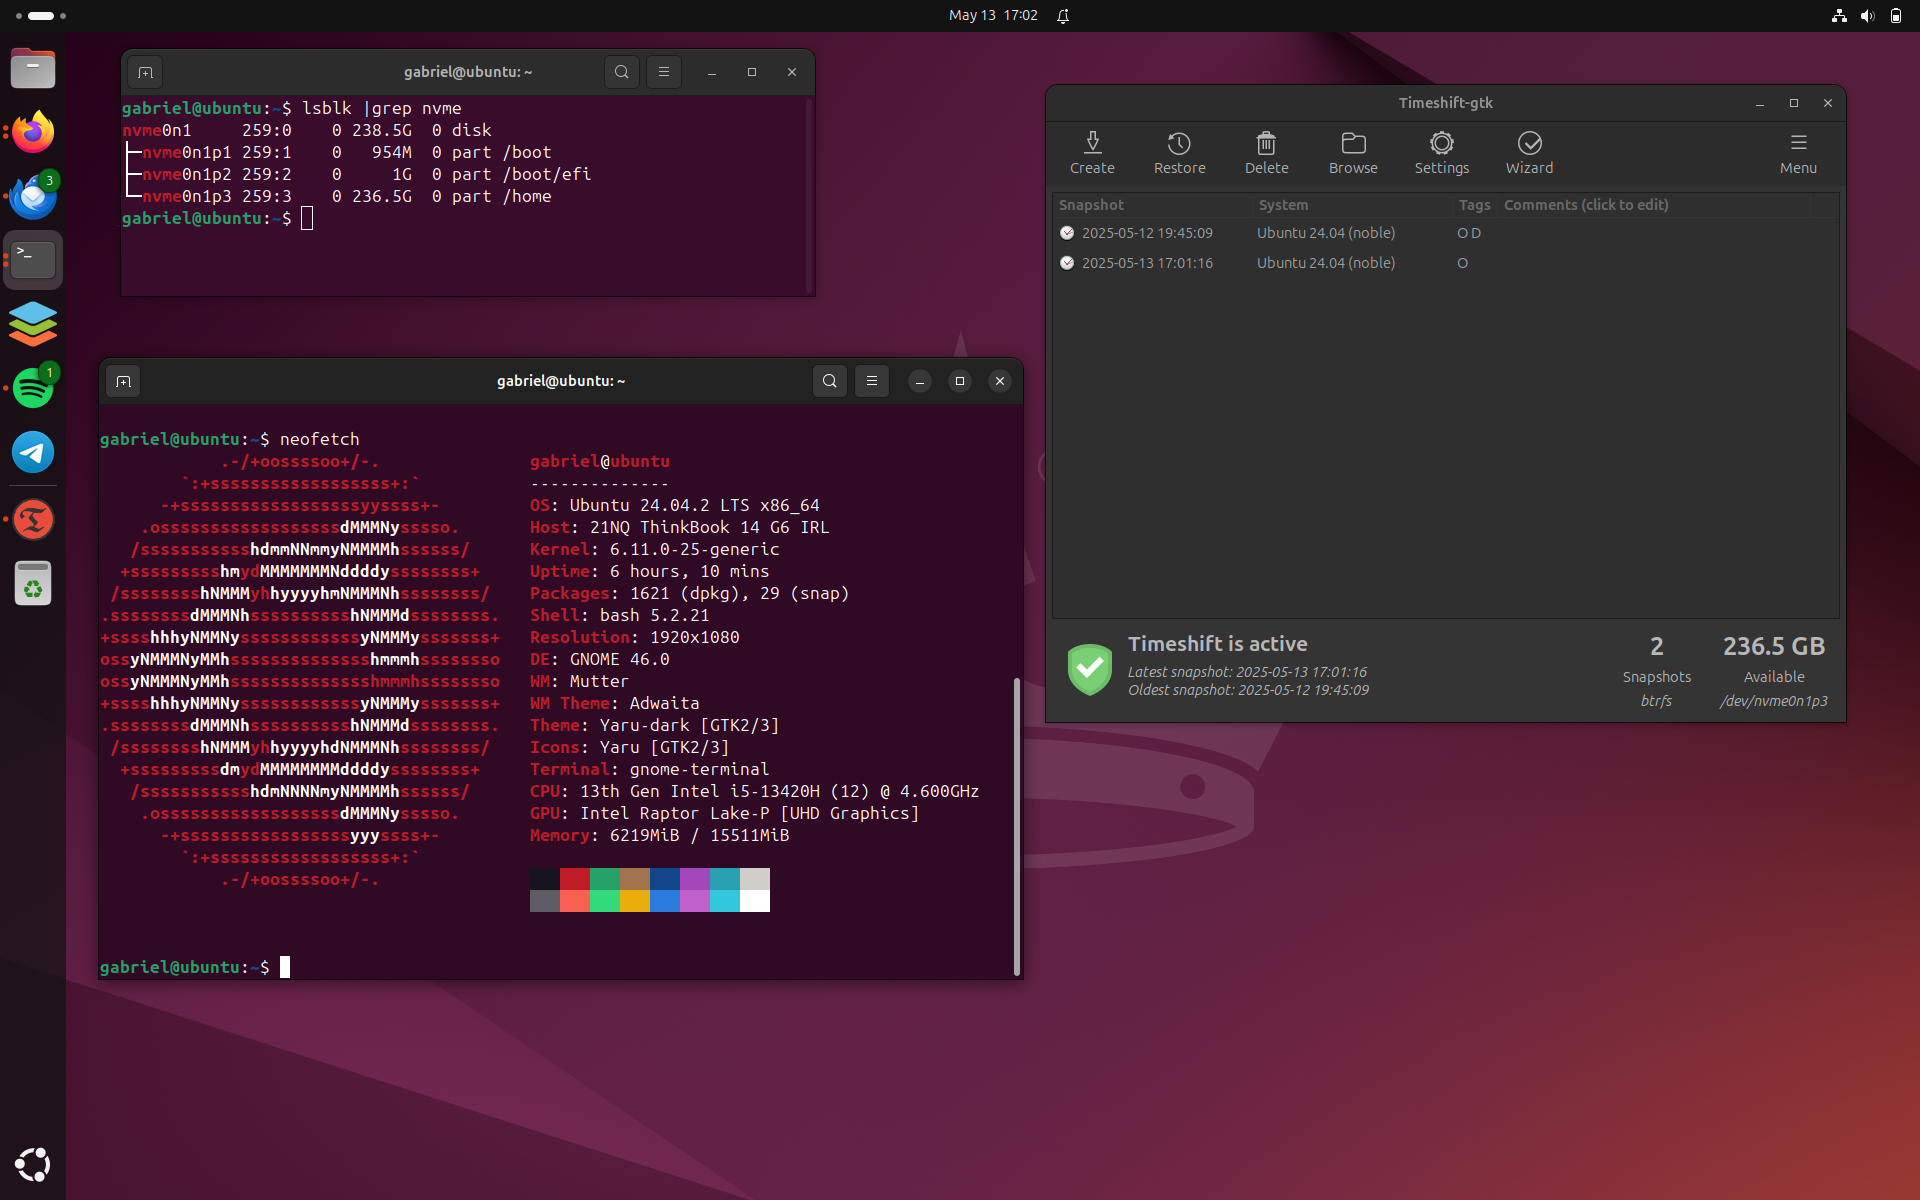 May 13 17:02
gabriel@ubuntu: ~
gabriel@ubuntu:~$ lsblk |grep nvme
nvme0n1     259:0    0 238.5G  0 disk
├─nvme0n1p1 259:1    0   954M  0 part /boot
├─nvme0n1p2 259:2    0     1G  0 part /boot/efi
└─nvme0n1p3 259:3    0 236.5G  0 part /home
gabriel@ubuntu:~$
3
>_
1
gabriel@ubuntu: ~
gabriel@ubuntu:~$ neofetch
            .-/+oossssoo+/-.               gabriel@ubuntu
        `:+ssssssssssssssssss+:`           --------------
      -+ssssssssssssssssssyyssss+-         OS: Ubuntu 24.04.2 LTS x86_64
    .ossssssssssssssssssdMMMNysssso.       Host: 21NQ ThinkBook 14 G6 IRL
   /ssssssssssshdmmNNmmyNMMMMhssssss/      Kernel: 6.11.0-25-generic
  +ssssssssshmydMMMMMMMNddddyssssssss+     Uptime: 6 hours, 10 mins
 /sssssssshNMMMyhhyyyyhmNMMMNhssssssss/    Packages: 1621 (dpkg), 29 (snap)
.ssssssssdMMMNhsssssssssshNMMMdssssssss.   Shell: bash 5.2.21
+sssshhhyNMMNyssssssssssssyNMMMysssssss+   Resolution: 1920x1080
ossyNMMMNyMMhsssssssssssssshmmmhssssssso   DE: GNOME 46.0
ossyNMMMNyMMhsssssssssssssshmmmhssssssso   WM: Mutter
+sssshhhyNMMNyssssssssssssyNMMMysssssss+   WM Theme: Adwaita
.ssssssssdMMMNhsssssssssshNMMMdssssssss.   Theme: Yaru-dark [GTK2/3]
 /sssssssshNMMMyhhyyyyhdNMMMNhssssssss/    Icons: Yaru [GTK2/3]
  +sssssssssdmydMMMMMMMMddddyssssssss+     Terminal: gnome-terminal
   /ssssssssssshdmNNNNmyNMMMMhssssss/      CPU: 13th Gen Intel i5-13420H (12) @ 4.600GHz
    .ossssssssssssssssssdMMMNysssso.       GPU: Intel Raptor Lake-P [UHD Graphics]
      -+sssssssssssssssssyyyssss+-         Memory: 6219MiB / 15511MiB
        `:+ssssssssssssssssss+:`
            .-/+oossssoo+/-.
gabriel@ubuntu:~$
Timeshift-gtk
Create Restore Delete Browse Settings Wizard Menu
Snapshot System Tags Comments (click to edit)
2025-05-12 19:45:09 Ubuntu 24.04 (noble) O D
2025-05-13 17:01:16 Ubuntu 24.04 (noble) O
Timeshift is active 2 236.5 GB
Latest snapshot: 2025-05-13 17:01:16 Snapshots Available
Oldest snapshot: 2025-05-12 19:45:09 btrfs /dev/nvme0n1p3